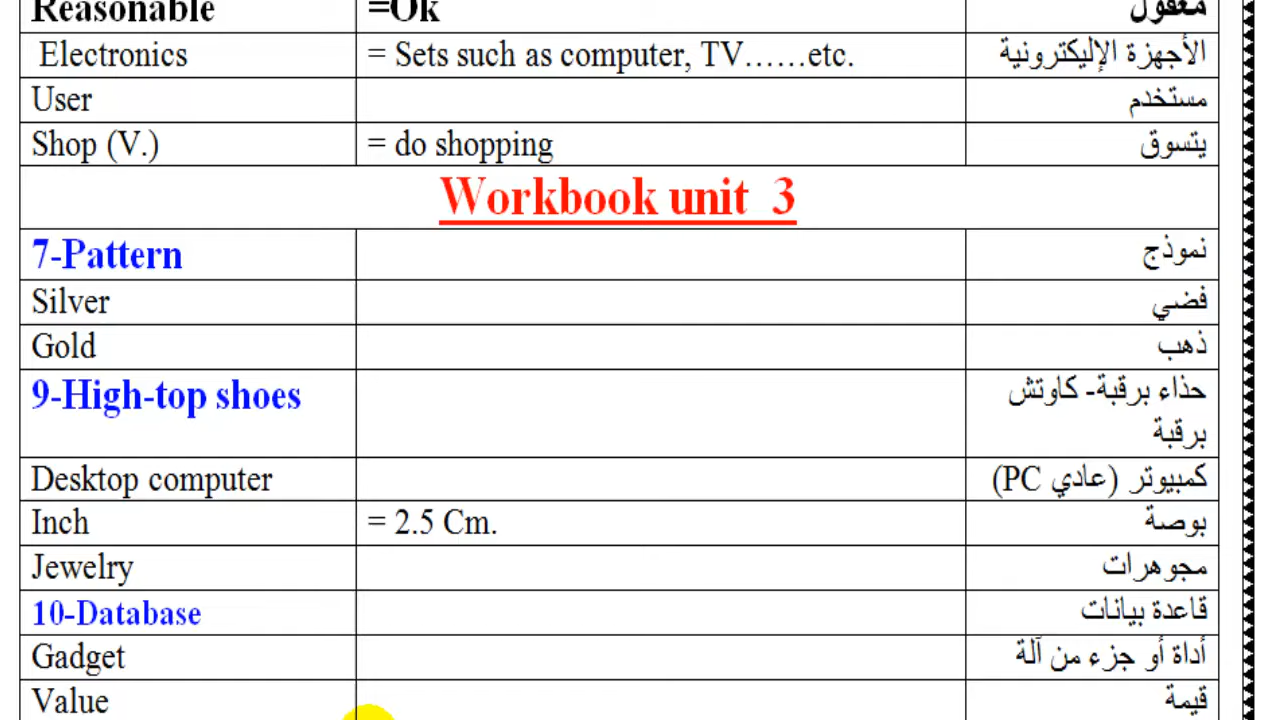 Reasonable =Ok معقول
Electronics = Sets such as computer, TV……etc. الأجهزة الإليكترونية
User مستخدم
Shop (V.) = do shopping يتسوق
Workbook unit 3
7-Pattern نموذج
Silver فضي
Gold ذهب
9-High-top shoes حذاء برقبة- كاوتش
برقبة
Desktop computer كمبيوتر (عادي PC)
Inch = 2.5 Cm. بوصة
Jewelry مجوهرات
10-Database قاعدة بيانات
Gadget أداة أو جزء من آلة
Value قيمة